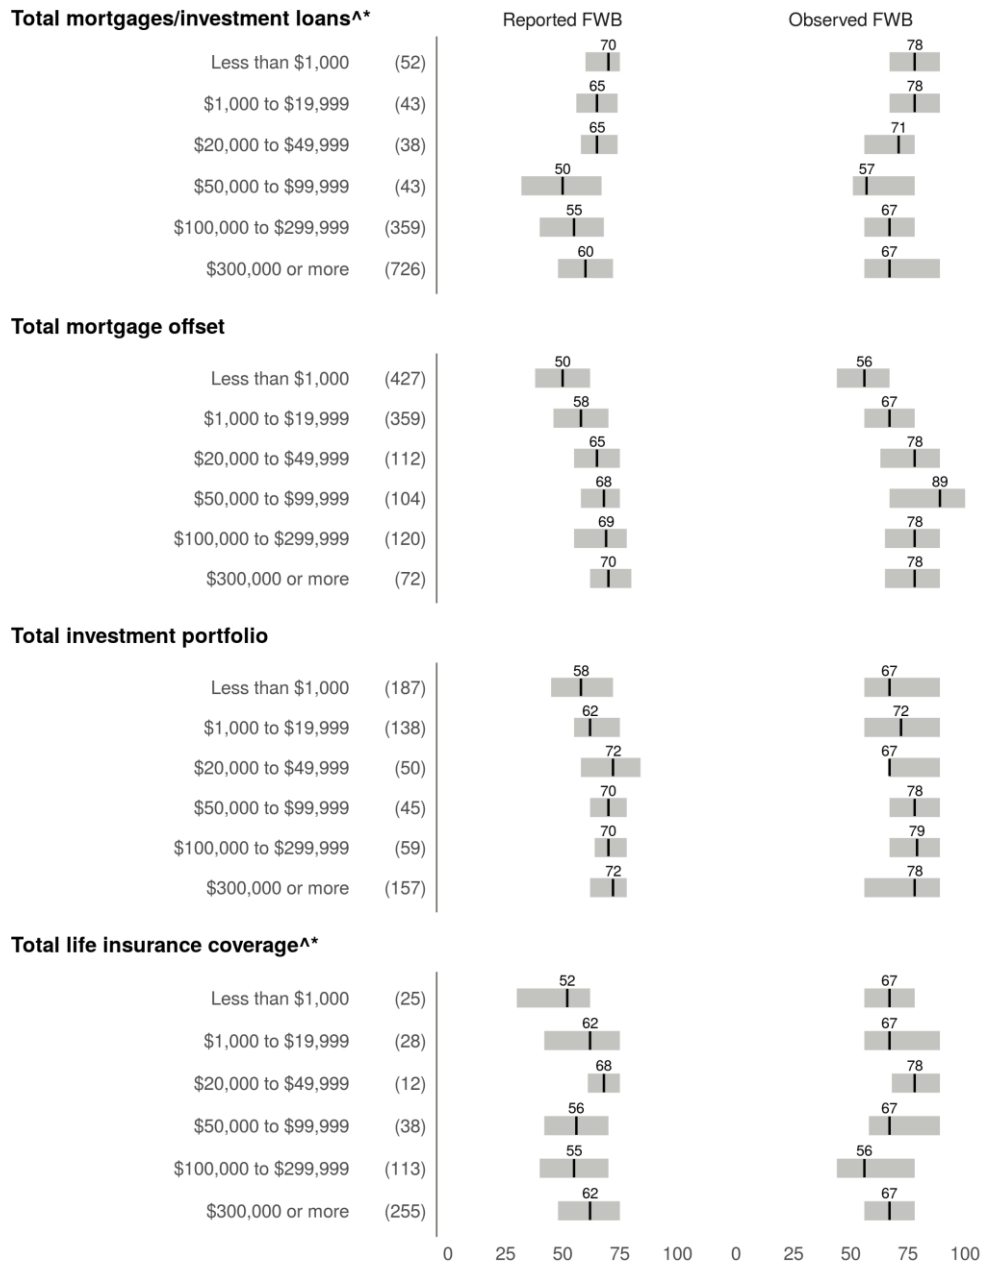 Total mortgages/investment loans^* Reported FWB Observed FWB
70 78
Less than $1,000 (52)
65 78
$1,000 to $19,999 (43)
65 71
$20,000 to $49,999 (38)
50 57
$50,000 to $99,999 (43)
55 67
$100,000 to $299,999 (359)
60 67
$300,000 or more (726)
Total mortgage offset
50 56
Less than $1,000 (427)
58 67
$1,000 to $19,999 (359)
65 78
$20,000 to $49,999 (112)
68 89
$50,000 to $99,999 (104)
69 78
$100,000 to $299,999 (120)
70 78
$300,000 or more (72)
Total investment portfolio
58 67
Less than $1,000 (187)
62 72
$1,000 to $19,999 (138)
72 67
$20,000 to $49,999 (50)
70 78
$50,000 to $99,999 (45)
70 79
$100,000 to $299,999 (59)
72 78
$300,000 or more (157)
Total life insurance coverage^*
52 67
Less than $1,000 (25)
62 67
$1,000 to $19,999 (28)
68 78
$20,000 to $49,999 (12)
56 67
$50,000 to $99,999 (38)
55 56
$100,000 to $299,999 (113)
62 67
$300,000 or more (255)
0 25 50 75 100 0 25 50 75 100